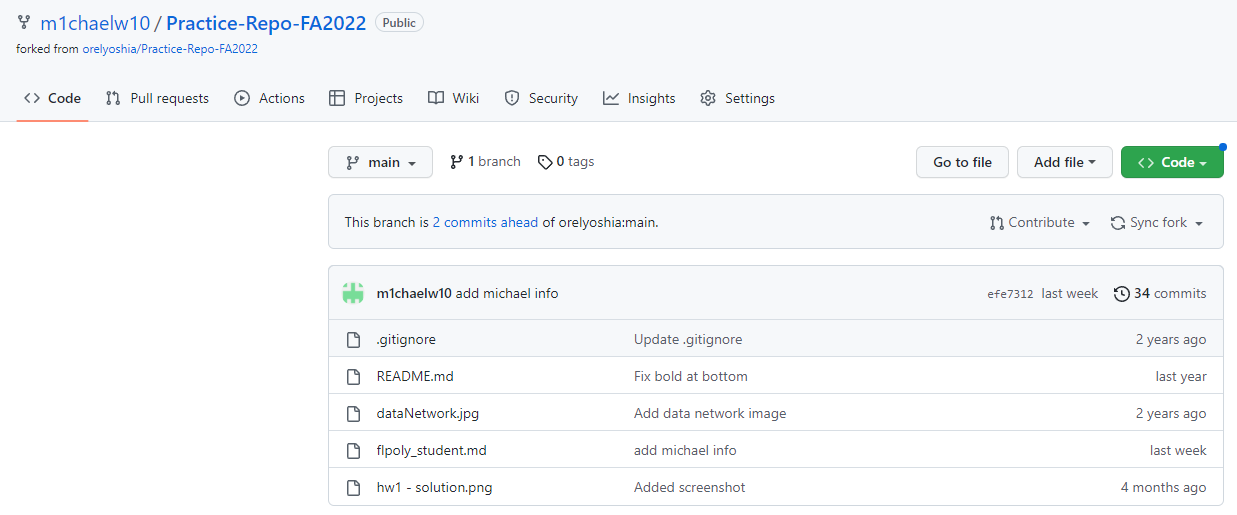 m1chaelw10 / Practice-Repo-FA2022 Public
forked from orelyoshia/Practice-Repo-FA2022
Code Pull requests Actions Projects Wiki Security Insights Settings
main 1 branch 0 tags Go to file Add file Code
This branch is 2 commits ahead of orelyoshia:main. Contribute Sync fork
m1chaelw10 add michael info efe7312 last week 34 commits
.gitignore Update .gitignore 2 years ago
README.md Fix bold at bottom last year
dataNetwork.jpg Add data network image 2 years ago
flpoly_student.md add michael info last week
hw1 - solution.png Added screenshot 4 months ago